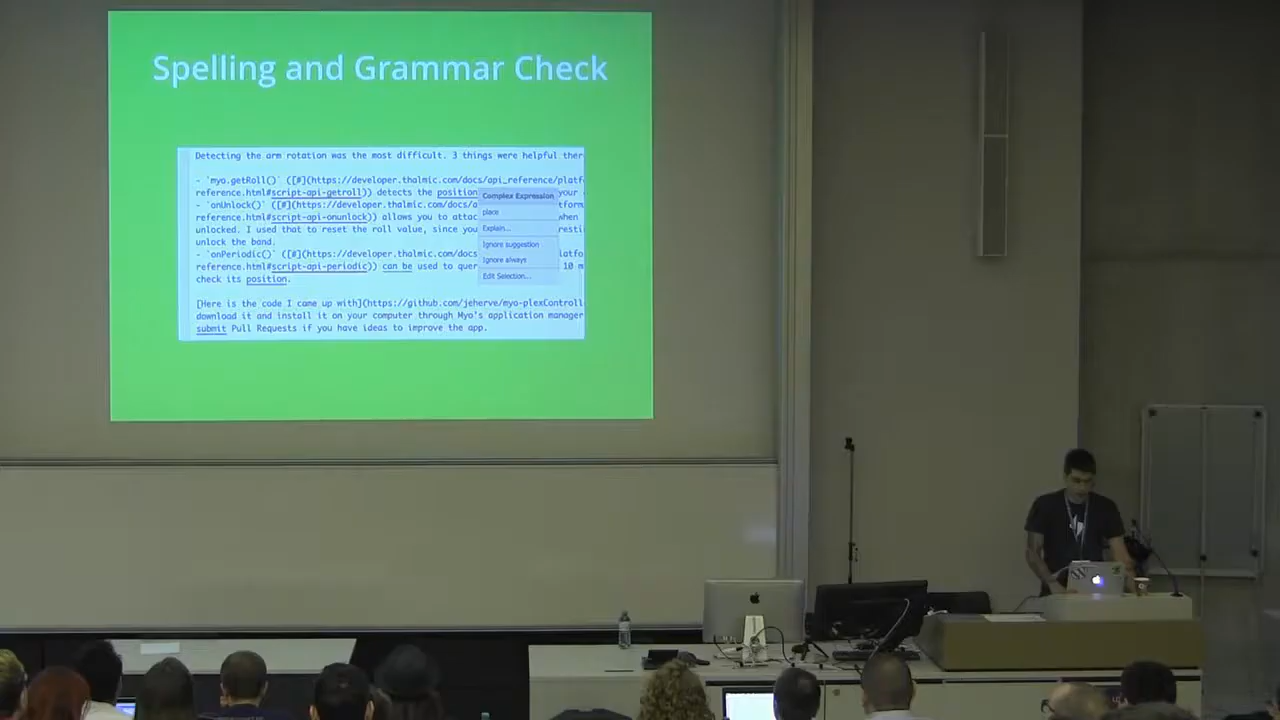 Spelling and Grammar Check
Detecting the arm rotation was the most difficult. 3 things were helpful ther
- `myo.getRoll()` ([#](https://developer.thalmic.com/docs/api_reference/platf
reference.html#script-api-getroll)) detects the position your
- `onUnlock()` ([#](https://developer.thalmic.com/docs/a tform
reference.html#script-api-onunlock)) allows you to attac when
unlocked. I used that to reset the roll value, since you resti
unlock the band.
- `onPeriodic()` ([#](https://developer.thalmic.com/docs latfo
reference.html#script-api-periodic)) can be used to quer 10 m
check its position.
Complex Expression
place
Explain...
Ignore suggestion
Ignore always
Edit Selection...
[Here is the code I came up with](https://github.com/jeherve/myo-plexControll
download it and install it on your computer through Myo's application manager
submit Pull Requests if you have ideas to improve the app.